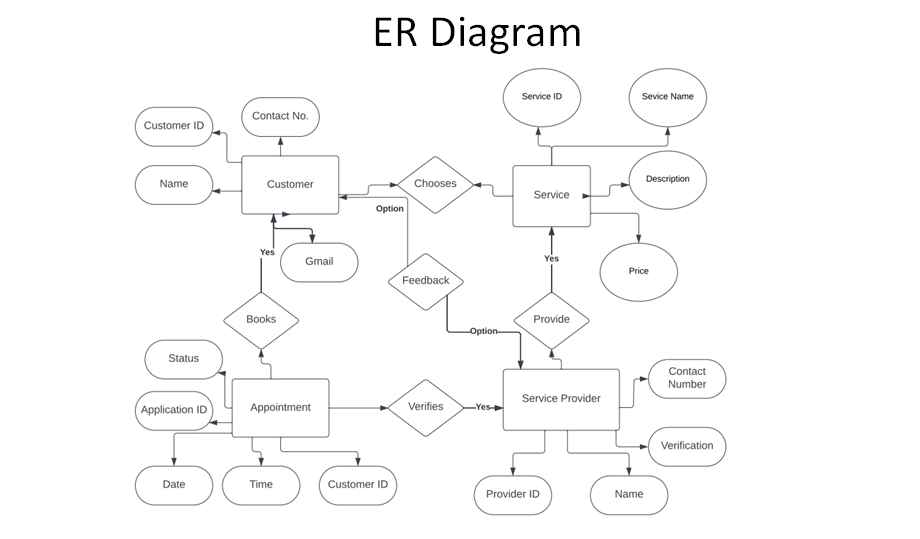 ER Diagram
Service ID
Sevice Name
Customer ID
Contact No.
Name
Customer
Chooses
Service
Description
Option
Yes
Gmail
Yes
Price
Feedback
Books
Provide
Option
Status
Application ID
Appointment
Verifies
Yes
Service Provider
Contact
Number
Verification
Date
Time
Customer ID
Provider ID
Name